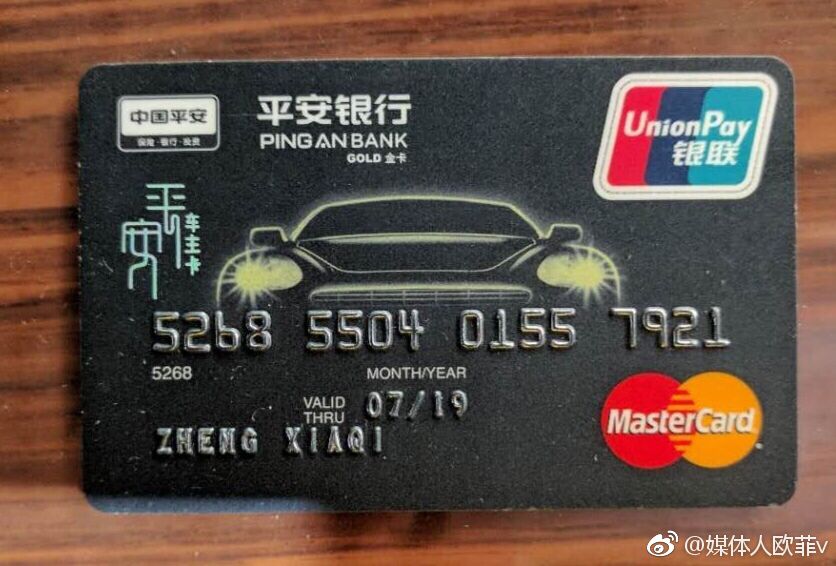 中国平安
保险·银行·投资
平安银行
PING AN BANK
GOLD 金卡
UnionPay
银联
平安
车主卡
5268 5504 0155 7921
5268
MONTH/YEAR
VALID THRU 07/19
ZHENG XIAQI
MasterCard
@媒体人欧菲v